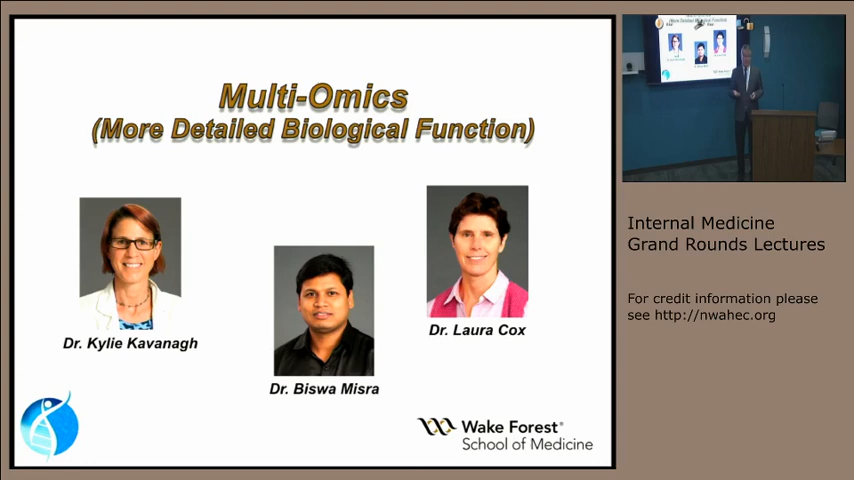 Multi-Omics
(More Detailed Biological Function)
Dr. Kylie Kavanagh
Dr. Biswa Misra
Dr. Laura Cox
Wake Forest®
School of Medicine
Internal Medicine
Grand Rounds Lectures
For credit information please
see http://nwahec.org